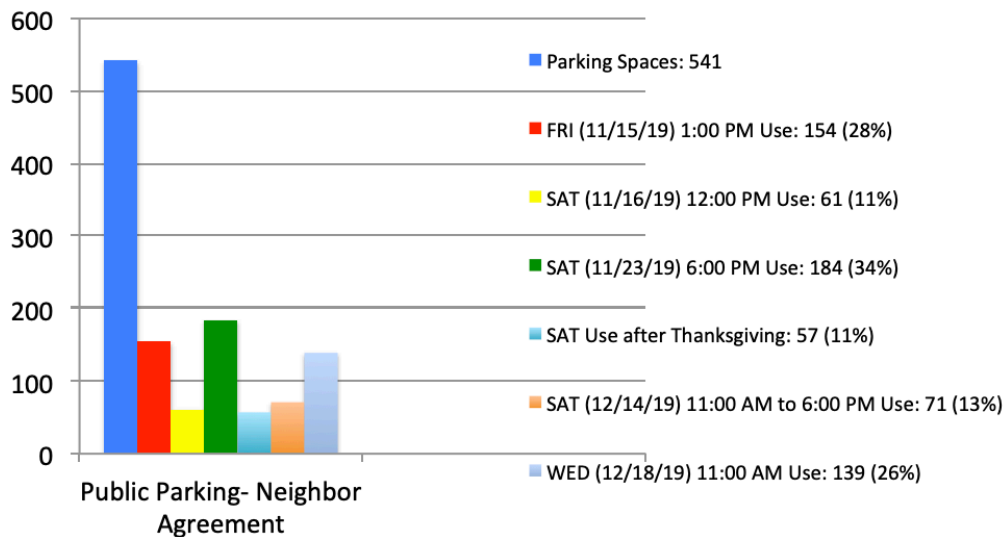 600
500
400
300
200
100
0
Public Parking- Neighbor
Agreement
Parking Spaces: 541
FRI (11/15/19) 1:00 PM Use: 154 (28%)
SAT (11/16/19) 12:00 PM Use: 61 (11%)
SAT (11/23/19) 6:00 PM Use: 184 (34%)
SAT Use after Thanksgiving: 57 (11%)
SAT (12/14/19) 11:00 AM to 6:00 PM Use: 71 (13%)
WED (12/18/19) 11:00 AM Use: 139 (26%)